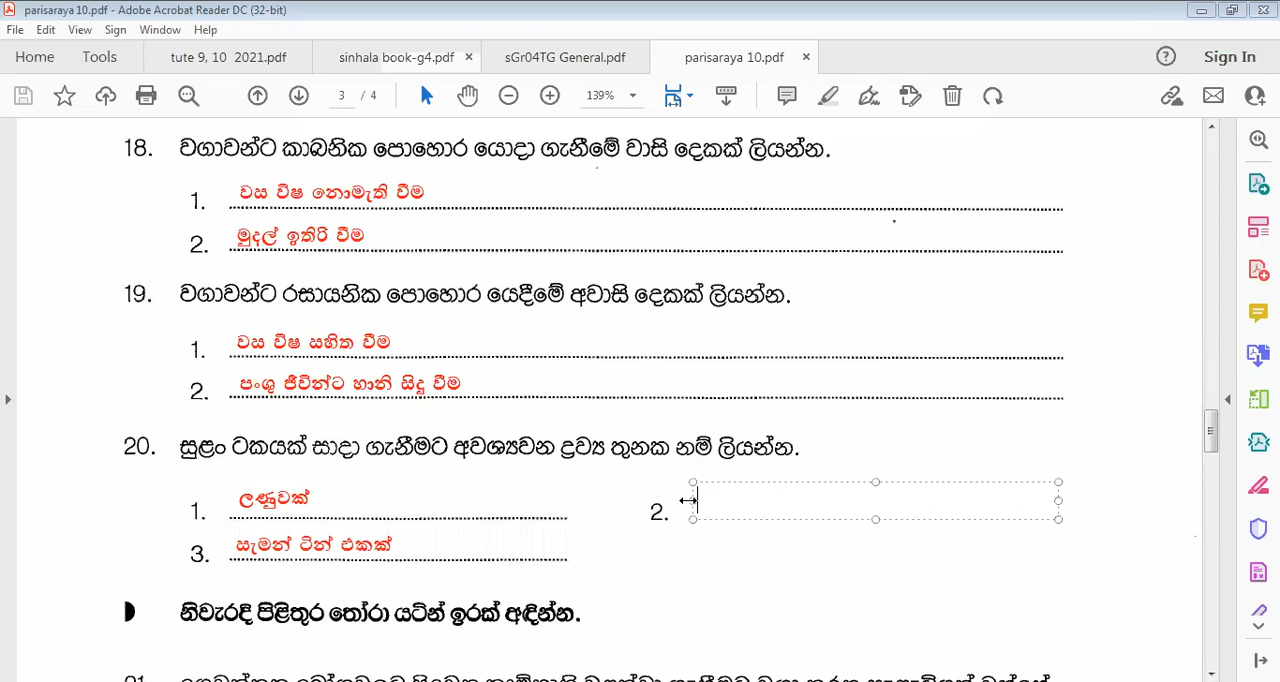 parisaraya 10.pdf - Adobe Acrobat Reader DC (32-bit)
File Edit View Sign Window Help
Home Tools tute 9, 10 2021.pdf sinhala book-g4.pdf × sGr04TG General.pdf parisaraya 10.pdf × Sign In
3 / 4 139%
18. වගාවන්ට කාබනික පොහොර යොදා ගැනීමේ වාසි දෙකක් ලියන්න.
1. වස විෂ නොමැති වීම
2. මුදල් ඉතිරි වීම
19. වගාවන්ට රසායනික පොහොර යෙදීමේ අවාසි දෙකක් ලියන්න.
1. වස විෂ සහිත වීම
2. පංශු ජීවින්ට හානි සිදු වීම
20. සුළං ටකයක් සාදා ගැනීමට අවශ්‍යවන ද්‍රව්‍ය තුනක නම් ලියන්න.
1. ලණුවක් 2.
3. සැමන් ටින් එකක්
නිවැරදි පිළිතුර තෝරා යටින් ඉරක් අඳින්න.